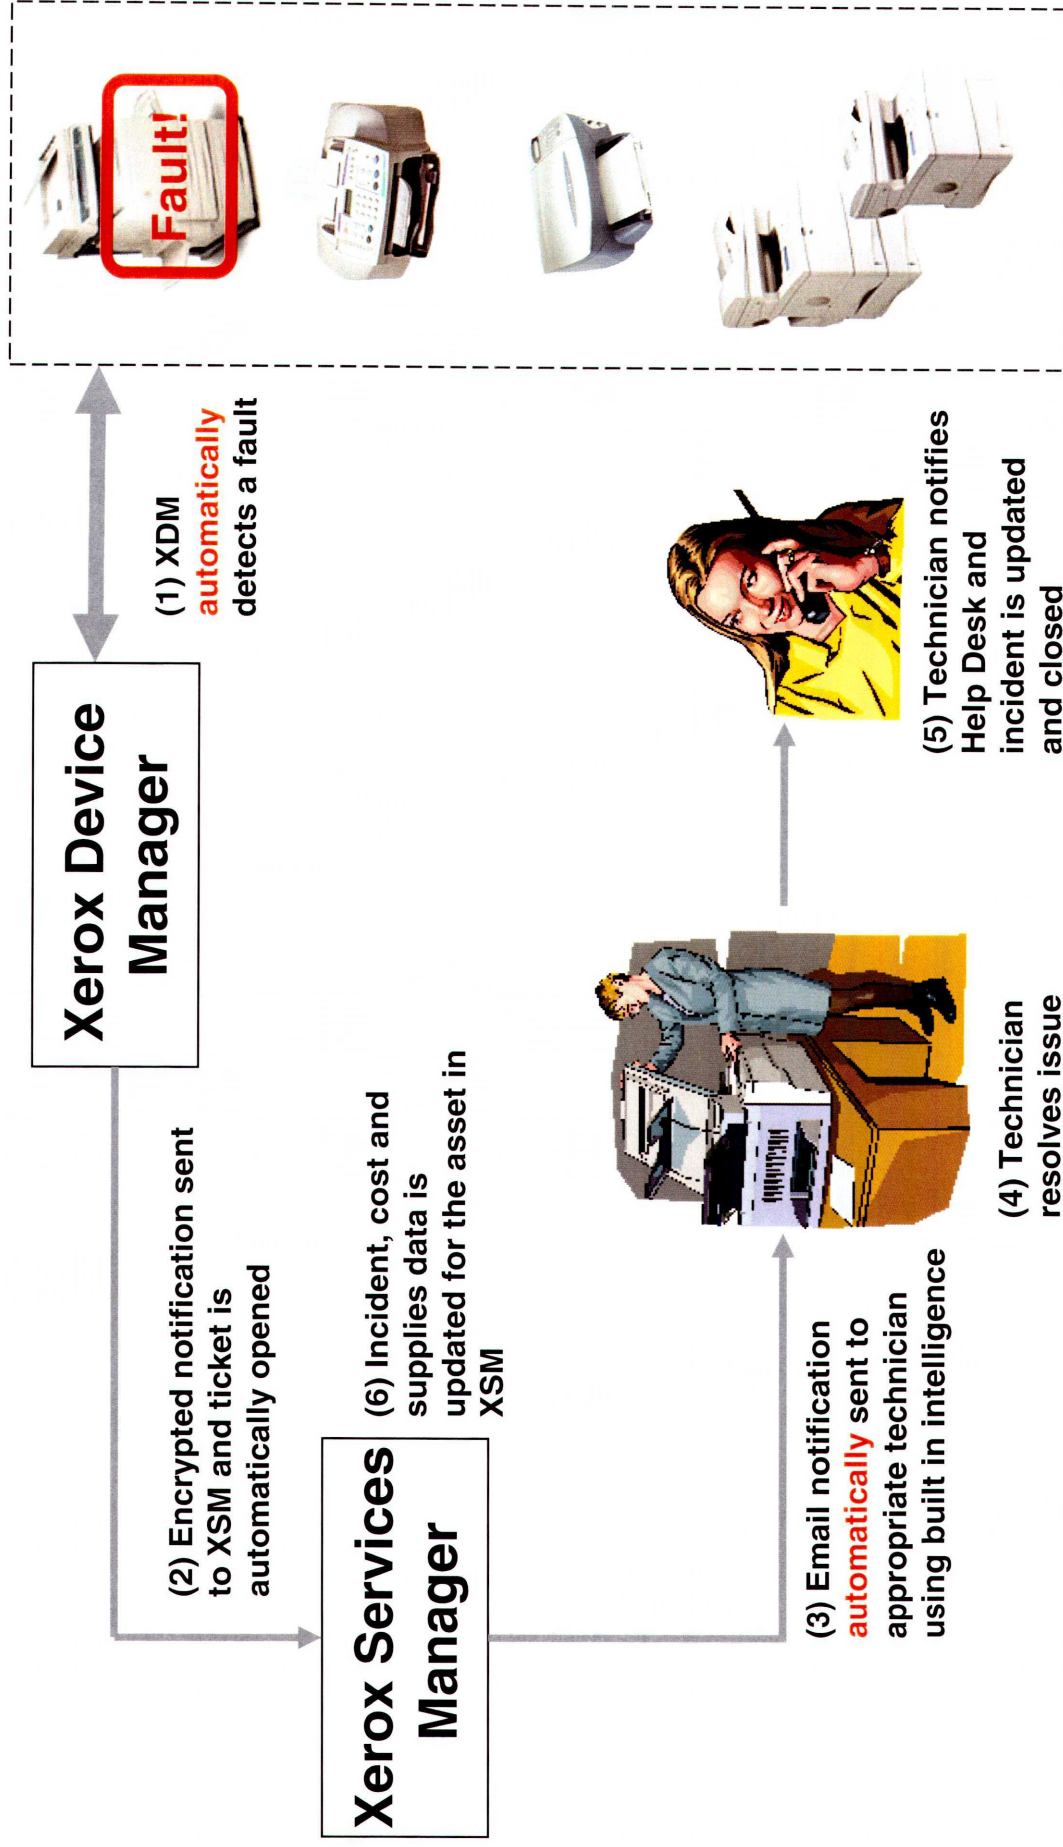 Xerox Device
Manager
Fault!
(1) XDM
automatically
detects a fault
(2) Encrypted notification sent
to XSM and ticket is
automatically opened
Xerox Services
Manager
(6) Incident, cost and
supplies data is
updated for the asset in
XSM
(3) Email notification
automatically sent to
appropriate technician
using built in intelligence
(4) Technician
resolves issue
(5) Technician notifies
Help Desk and
incident is updated
and closed